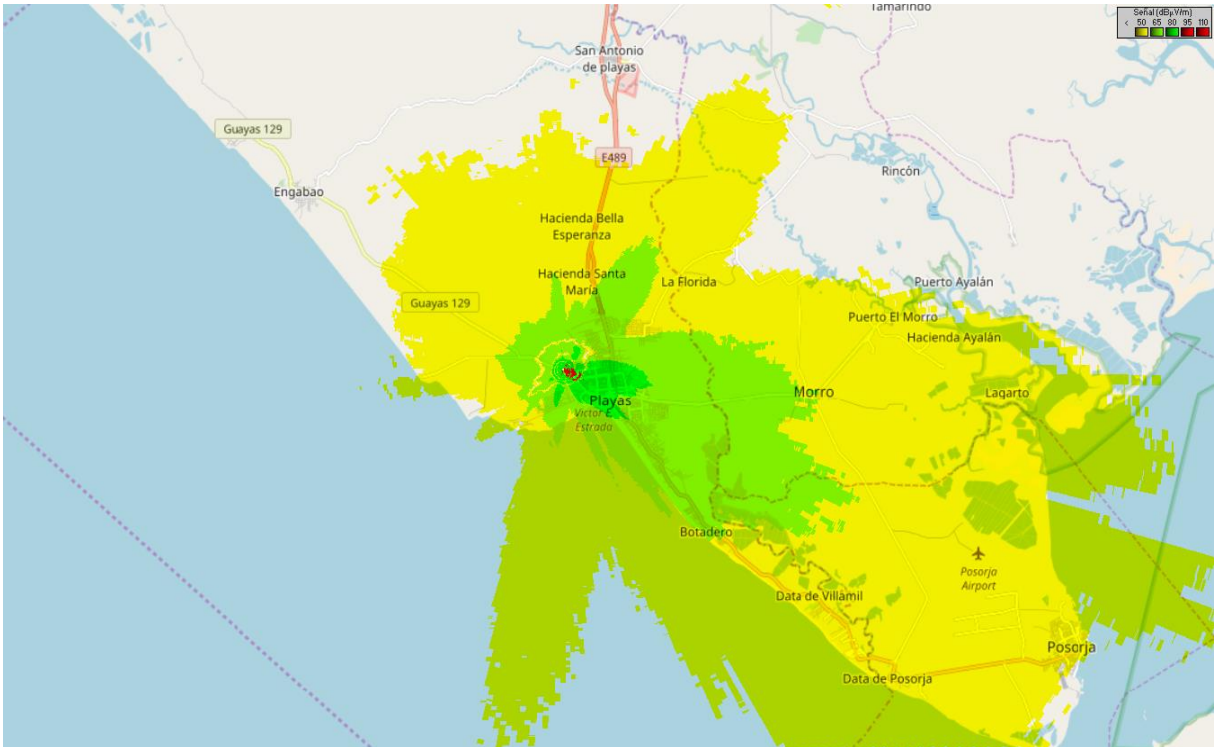 Tamarindo
Señal (dBµV/m)
< 50 65 80 95 110
San Antonio
de playas
Guayas 129
E489
Rincón
Engabao
Hacienda Bella
Esperanza
Hacienda Santa
María
La Florida
Puerto Ayalán
Guayas 129
Puerto El Morro
Hacienda Ayalán
Morro
Lagarto
Playas
Victor E.
Estrada
Botadero
Posorja
Airport
Data de Villamil
Posorja
Data de Posorja